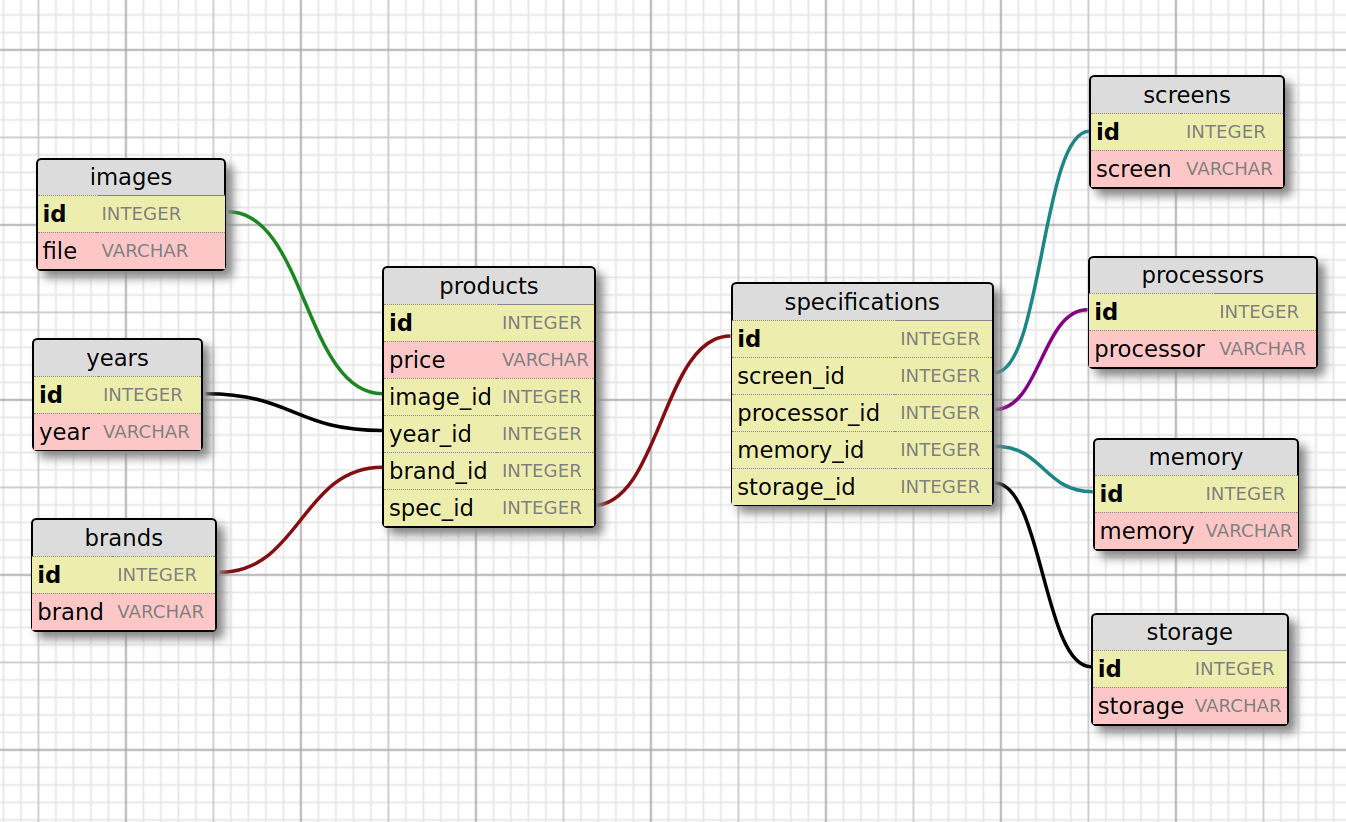 images
id INTEGER
file VARCHAR
years
id INTEGER
year VARCHAR
brands
id INTEGER
brand VARCHAR
products
id INTEGER
price VARCHAR
image_id INTEGER
year_id INTEGER
brand_id INTEGER
spec_id INTEGER
specifications
id INTEGER
screen_id INTEGER
processor_id INTEGER
memory_id INTEGER
storage_id INTEGER
screens
id INTEGER
screen VARCHAR
processors
id INTEGER
processor VARCHAR
memory
id INTEGER
memory VARCHAR
storage
id INTEGER
storage VARCHAR